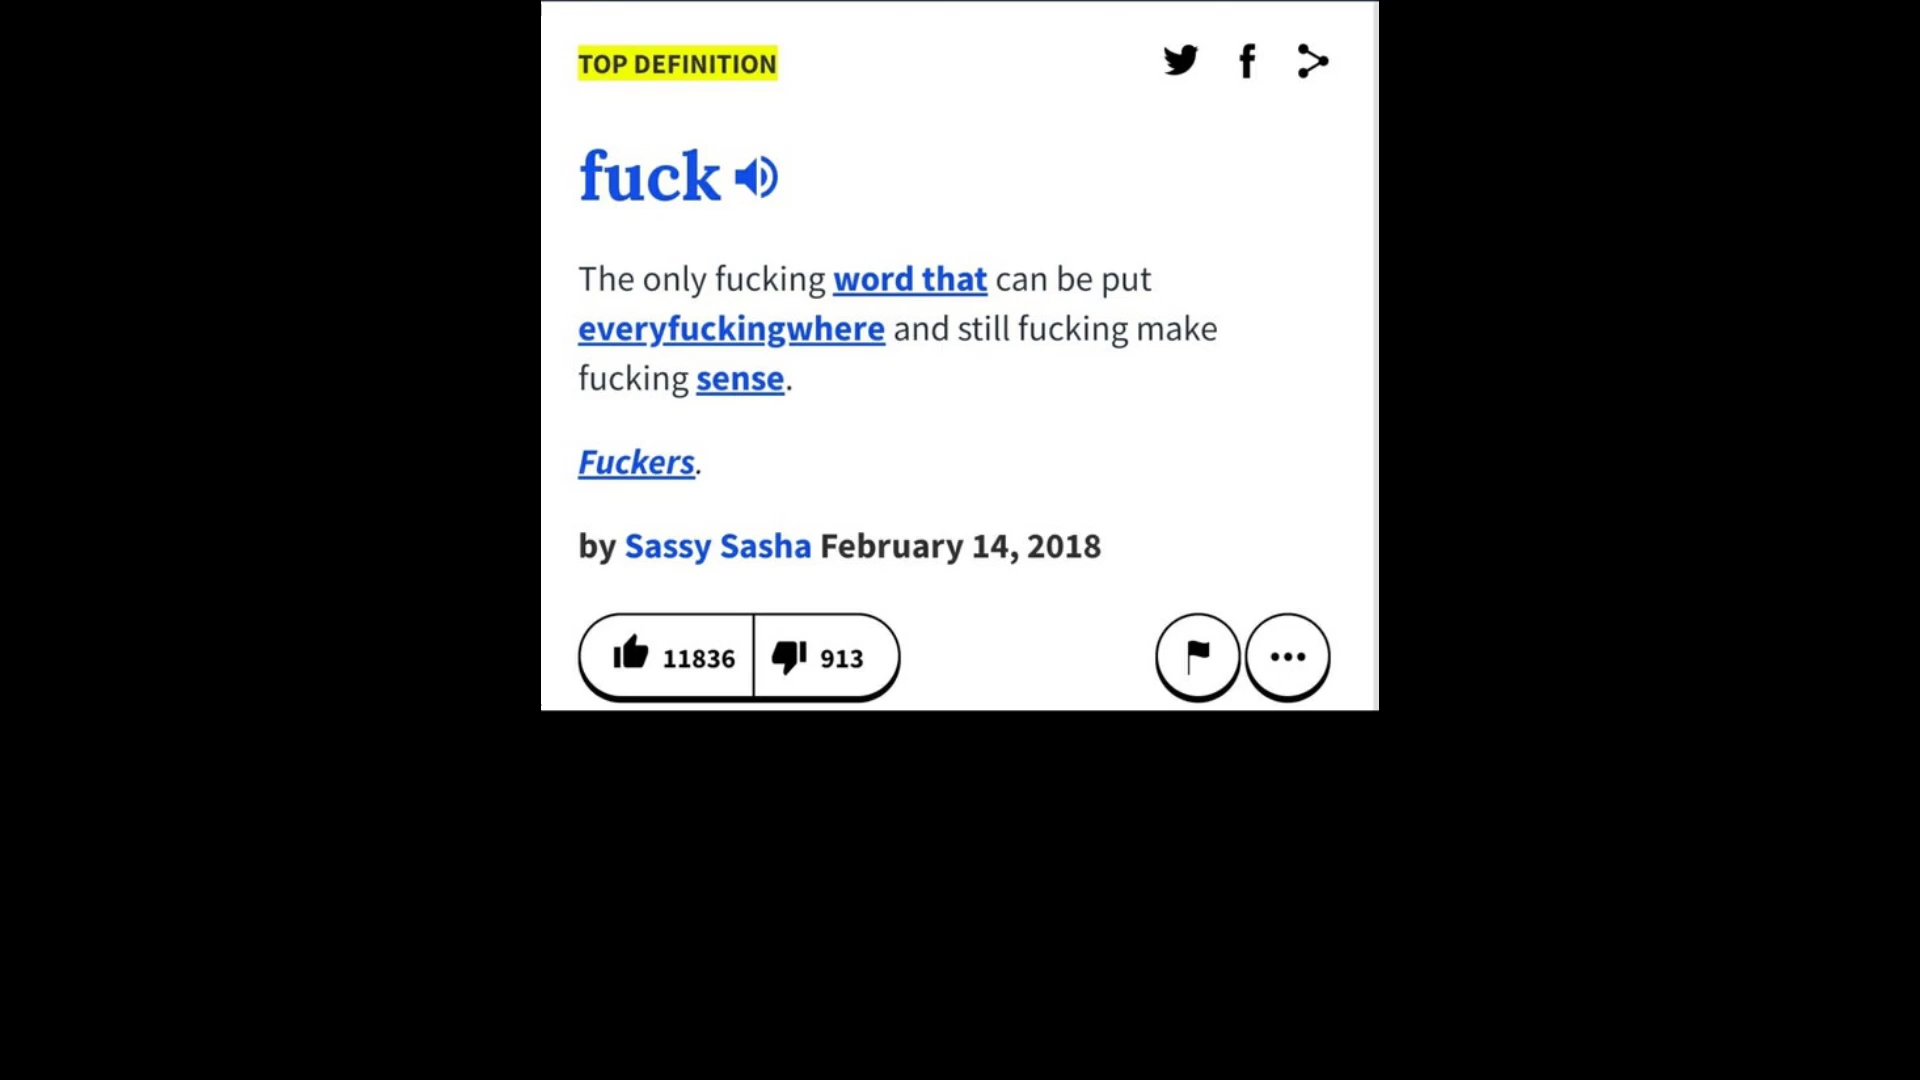 TOP DEFINITION
fuck
The only fucking word that can be put
everyfuckingwhere and still fucking make
fucking sense.
Fuckers.
by Sassy Sasha February 14, 2018
11836 913